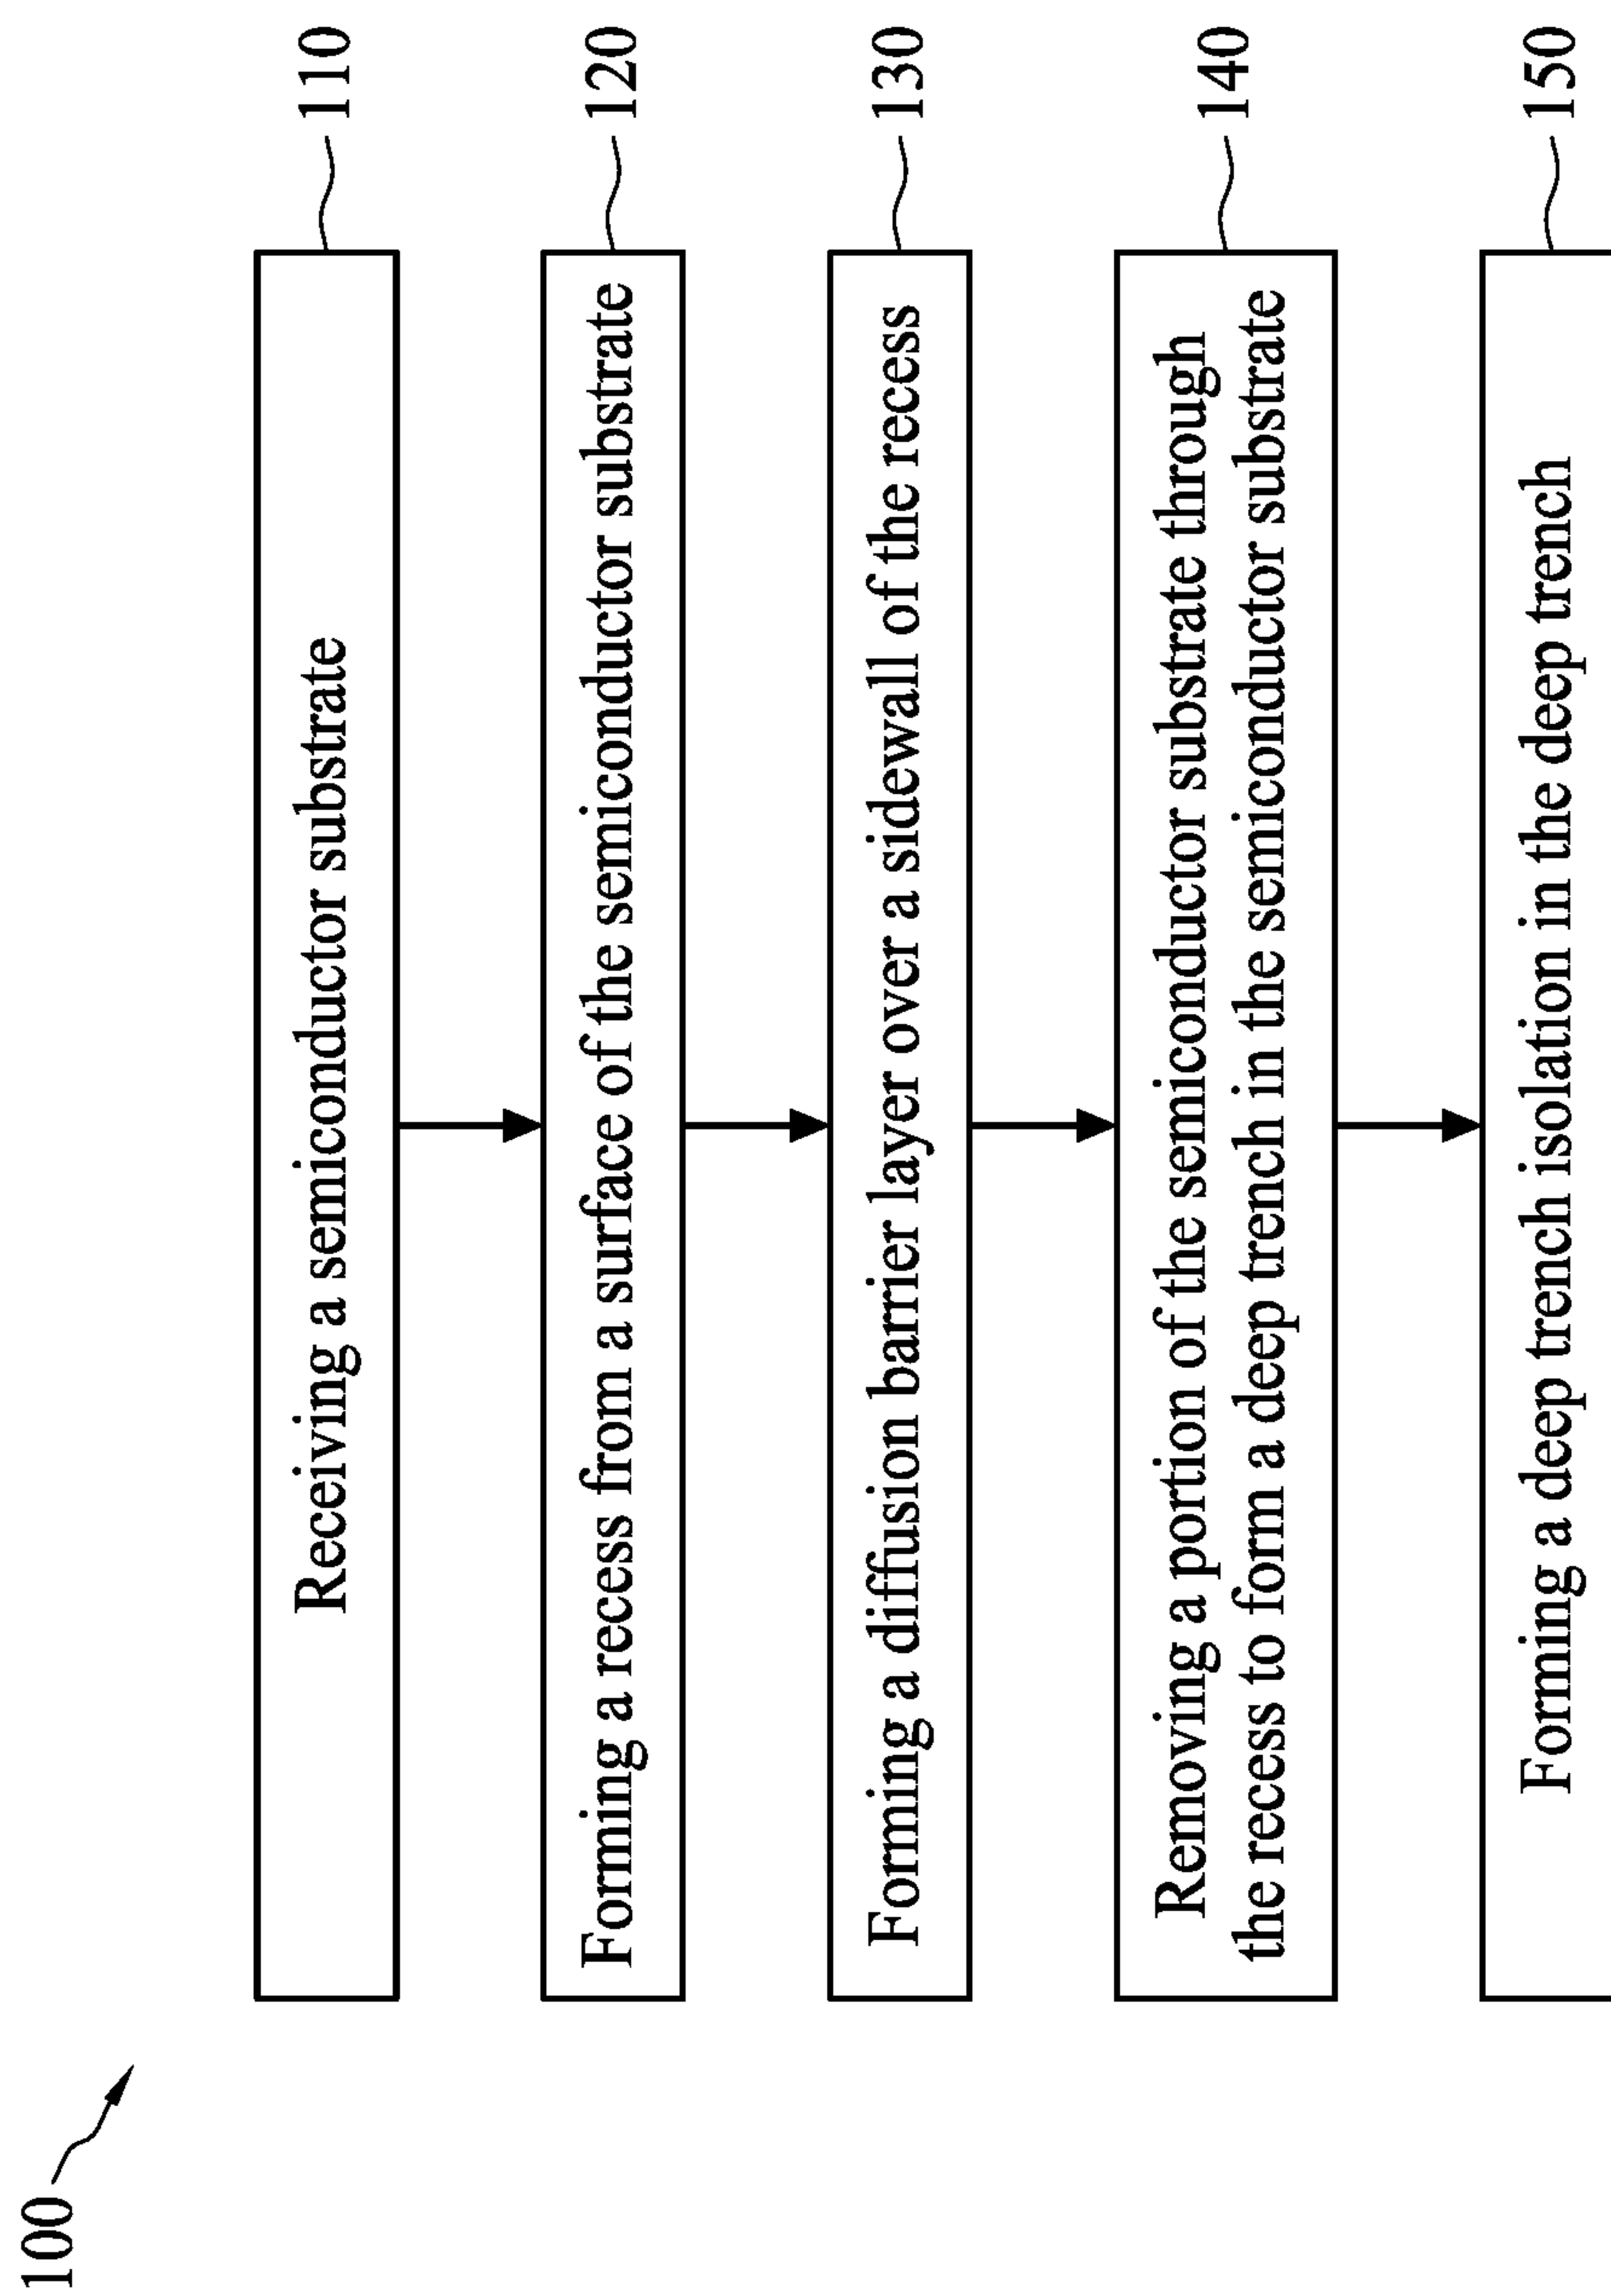 100
Receiving a semiconductor substrate
110
Forming a recess from a surface of the semiconductor substrate
120
Forming a diffusion barrier layer over a sidewall of the recess
130
Removing a portion of the semiconductor substrate through
the recess to form a deep trench in the semiconductor substrate
140
Forming a deep trench isolation in the deep trench
150